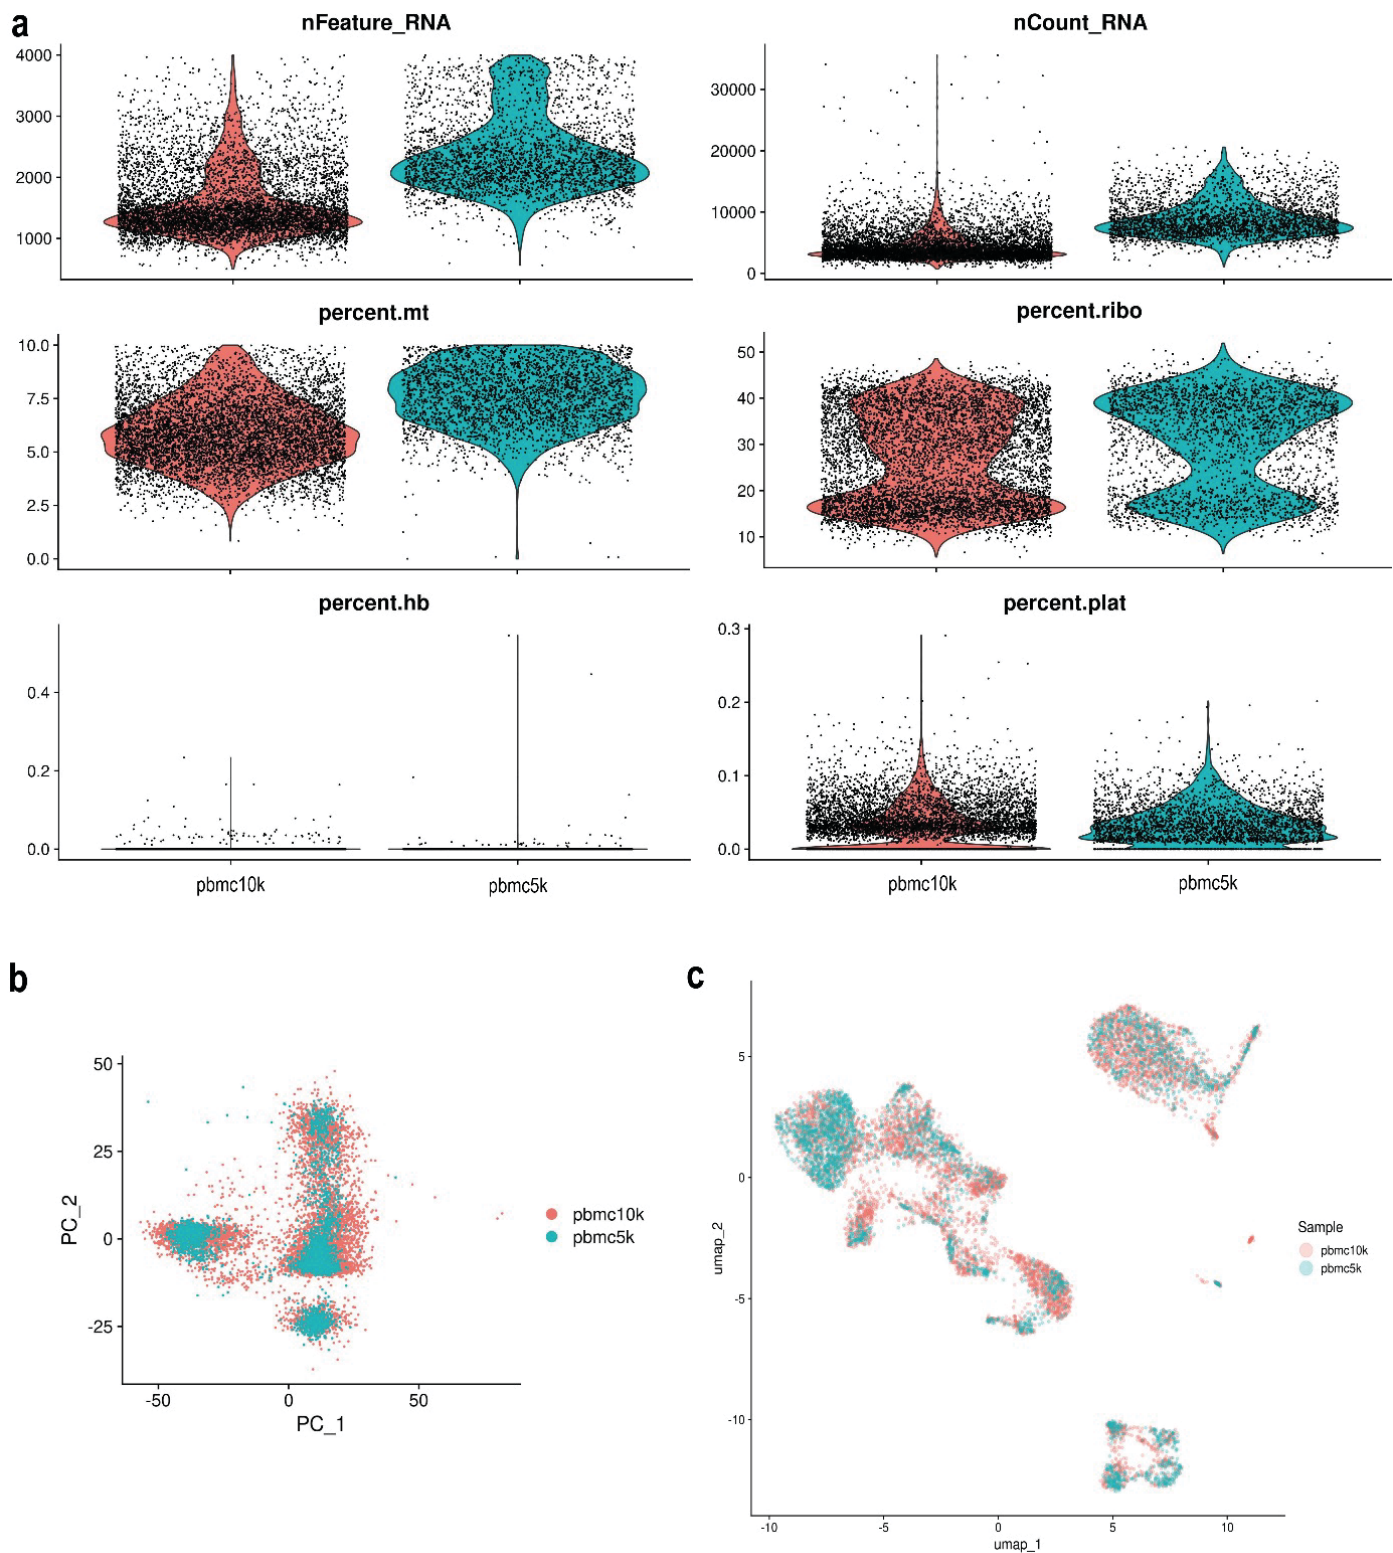 a
nFeature_RNA
4000
3000
2000
1000
nCount_RNA
30000
20000
10000
0
percent.mt
10.0
7.5
5.0
2.5
0.0
percent.ribo
50
40
30
20
10
percent.hb
0.4
0.2
0.0
pbmc10k
pbmc5k
percent.plat
0.3
0.2
0.1
0.0
pbmc10k
pbmc5k
b
50
25
0
-25
PC_2
-50
0
50
PC_1
pbmc10k
pbmc5k
c
5
0
-5
-10
umap_2
-10
-5
0
5
10
umap_1
Sample
pbmc10k
pbmc5k